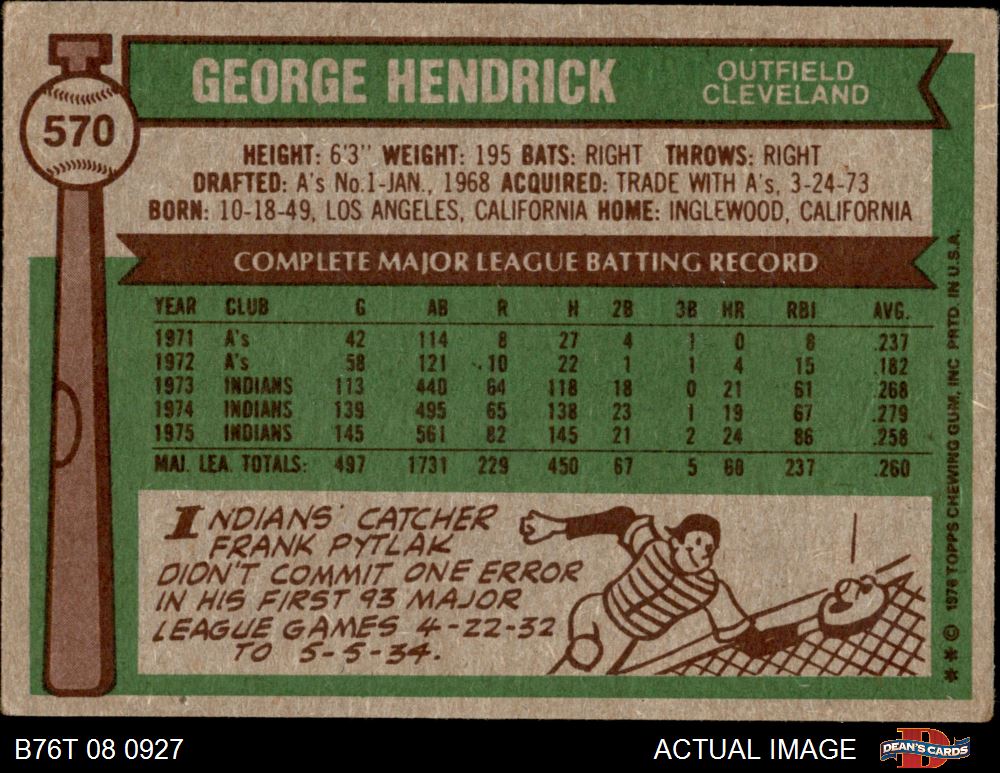 GEORGE HENDRICK
OUTFIELD
CLEVELAND
570
HEIGHT: 6'3" WEIGHT: 195 BATS: RIGHT THROWS: RIGHT
DRAFTED: A's No.1-JAN., 1968 ACQUIRED: TRADE WITH A's, 3-24-73
BORN: 10-18-49, LOS ANGELES, CALIFORNIA HOME: INGLEWOOD, CALIFORNIA
COMPLETE MAJOR LEAGUE BATTING RECORD
YEAR CLUB G AB R H 2B 3B HR RBI AVG.
1971 A's 42 114 8 27 4 1 0 8 .237
1972 A's 58 121 10 22 1 1 4 15 .182
1973 INDIANS 113 440 64 118 18 0 21 61 .268
1974 INDIANS 139 495 65 138 23 1 19 67 .279
1975 INDIANS 145 561 82 145 21 2 24 86 .258
MAJ. LEA. TOTALS: 497 1731 229 450 67 5 68 237 .260
INDIANS' CATCHER
FRANK PYTLAK
DIDN'T COMMIT ONE ERROR
IN HIS FIRST 93 MAJOR
LEAGUE GAMES 4-22-32
TO 5-5-34.
** © 1976 TOPPS CHEWING GUM, INC PRTD. IN U.S.A.
B76T 08 0927
ACTUAL IMAGE
DEAN'S CARDS